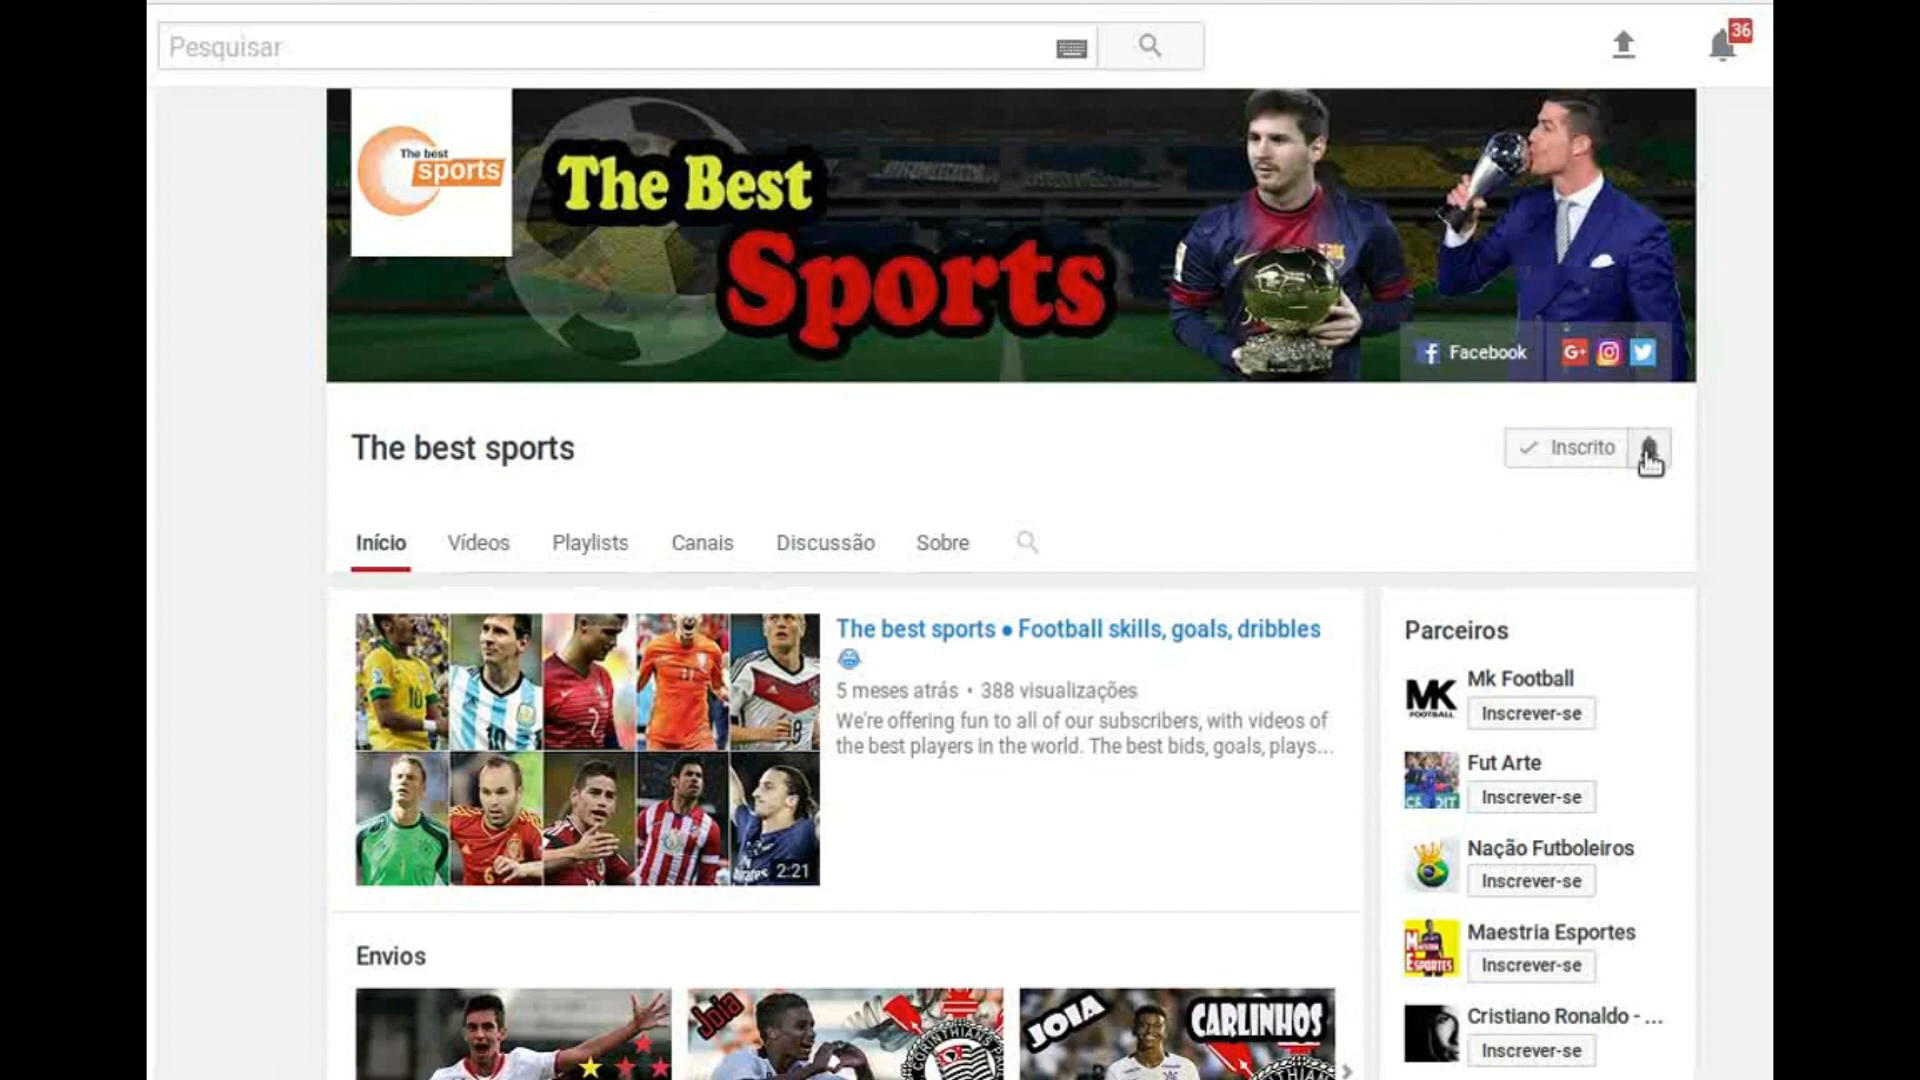 Pesquisar
36
The best
sports
The Best
Sports
Facebook
G+
The best sports
Inscrito
Início
Vídeos
Playlists
Canais
Discussão
Sobre
The best sports ● Football skills, goals, dribbles
5 meses atrás • 388 visualizações
We're offering fun to all of our subscribers, with videos of
the best players in the world. The best bids, goals, plays...
2:21
Parceiros
MK
FOOTBALL
Mk Football
Inscrever-se
Fut Arte
Inscrever-se
Nação Futboleiros
Inscrever-se
ESPORTES
Maestria Esportes
Inscrever-se
Cristiano Ronaldo - ...
Inscrever-se
Envios
Joia
CORINTHIANS
JOIA
CARLINHOS